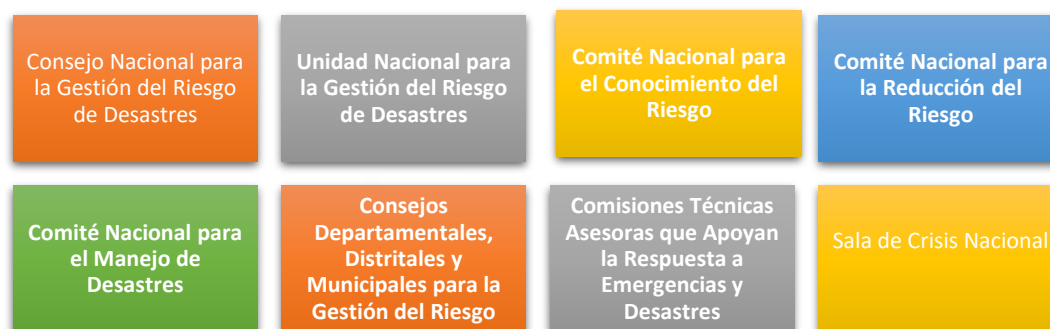 Consejo Nacional para
la Gestión del Riesgo
de Desastres
Unidad Nacional para
la Gestión del Riesgo
de Desastres
Comité Nacional para
el Conocimiento del
Riesgo
Comité Nacional para
la Reducción del
Riesgo
Comité Nacional para
el Manejo de
Desastres
Consejos
Departamentales,
Distritales y
Municipales para la
Gestión del Riesgo
Comisiones Técnicas
Asesoras que Apoyan
la Respuesta a
Emergencias y
Desastres
Sala de Crisis Nacional